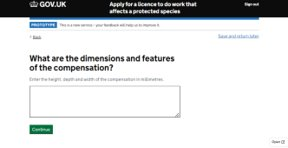 GOV.UK
Apply for a licence to do work that
affects a protected species
Sign out
PROTOTYPE This is a new service - your feedback will help us to improve it.
Back
Save and return later
What are the dimensions and features
of the compensation?
Enter the height, depth and width of the compensation in millimetres.
Continue